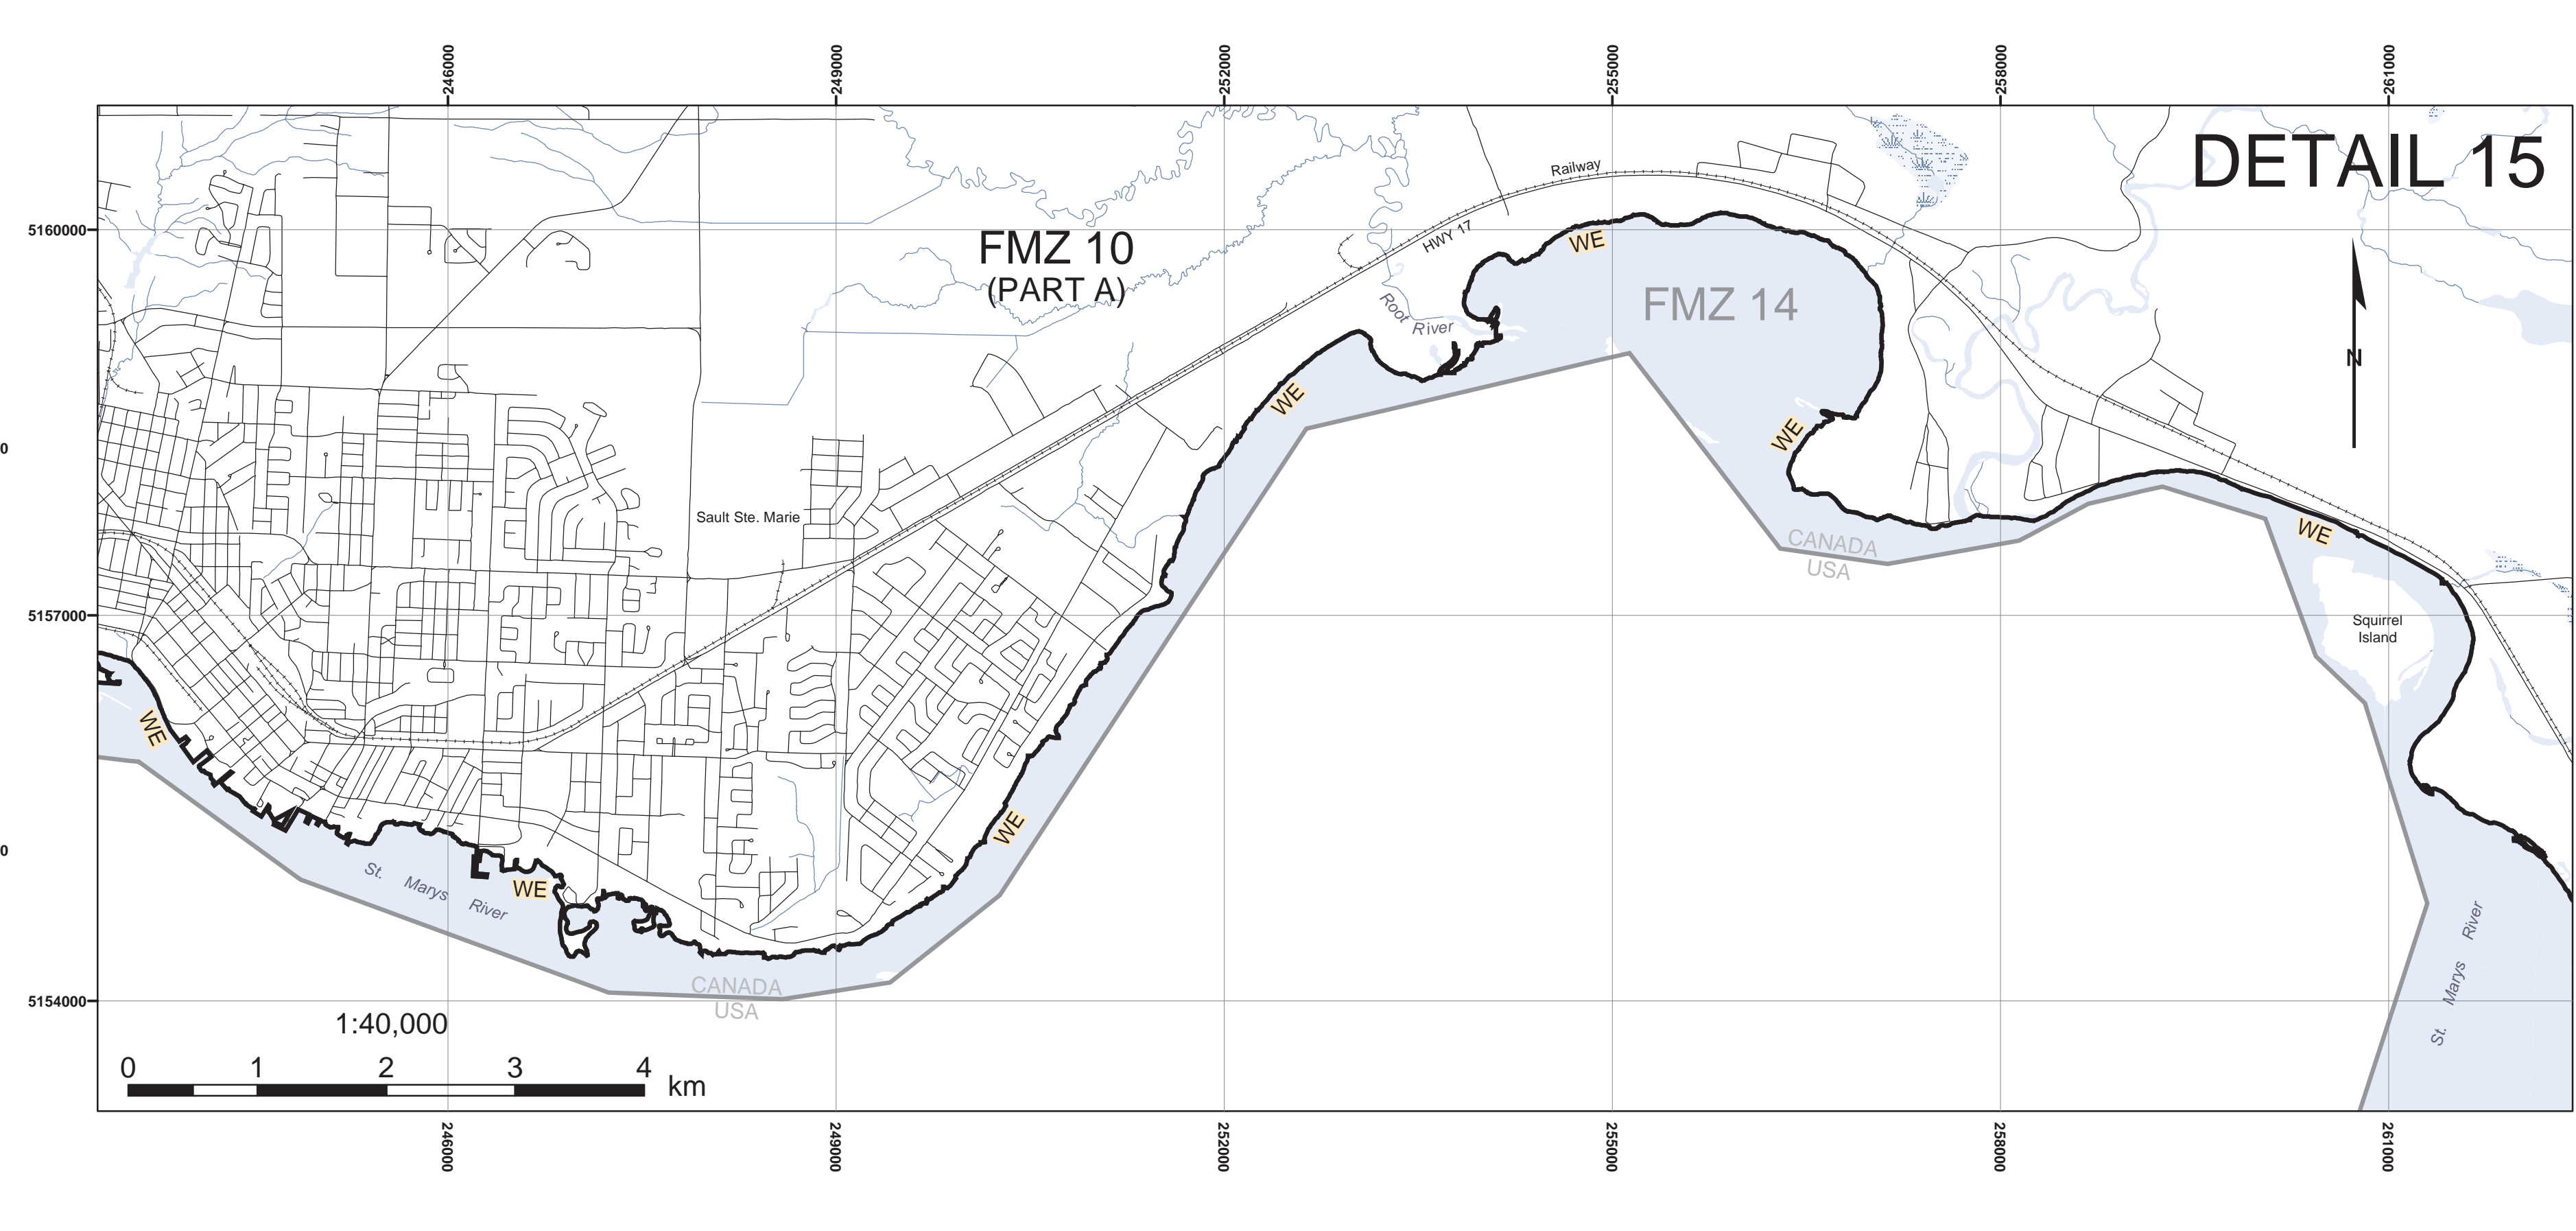 246000
249000
252000
255000
258000
261000
DETAIL 15
Railway
5160000
FMZ 10
(PART A)
HWY 17
WE
FMZ 14
Root River
N
WE
WE
0
Sault Ste. Marie
WE
CANADA
USA
5157000
Squirrel
Island
WE
WE
0
St. Marys River
WE
St. Marys River
CANADA
USA
5154000
1:40,000
0 1 2 3 4
km
246000
249000
252000
255000
258000
261000